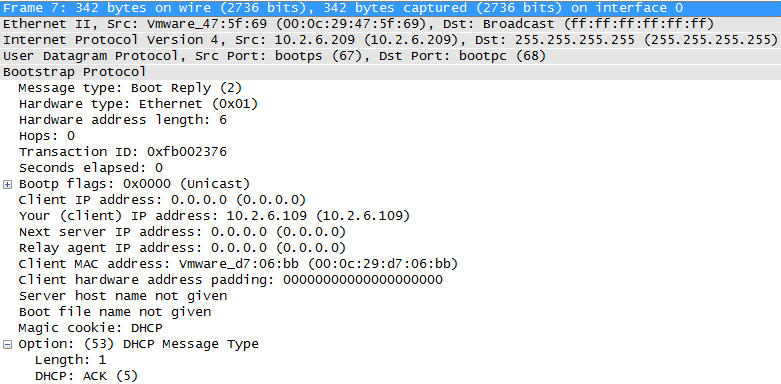 Frame 7: 342 bytes on wire (2736 bits), 342 bytes captured (2736 bits) on interface 0
Ethernet II, Src: Vmware_47:5f:69 (00:0c:29:47:5f:69), Dst: Broadcast (ff:ff:ff:ff:ff:ff)
Internet Protocol Version 4, Src: 10.2.6.209 (10.2.6.209), Dst: 255.255.255.255 (255.255.255.255)
User Datagram Protocol, Src Port: bootps (67), Dst Port: bootpc (68)
Bootstrap Protocol
Message type: Boot Reply (2)
Hardware type: Ethernet (0x01)
Hardware address length: 6
Hops: 0
Transaction ID: 0xfb002376
Seconds elapsed: 0
Bootp flags: 0x0000 (Unicast)
Client IP address: 0.0.0.0 (0.0.0.0)
Your (client) IP address: 10.2.6.109 (10.2.6.109)
Next server IP address: 0.0.0.0 (0.0.0.0)
Relay agent IP address: 0.0.0.0 (0.0.0.0)
Client MAC address: Vmware_d7:06:bb (00:0c:29:d7:06:bb)
Client hardware address padding: 00000000000000000000
Server host name not given
Boot file name not given
Magic cookie: DHCP
Option: (53) DHCP Message Type
Length: 1
DHCP: ACK (5)